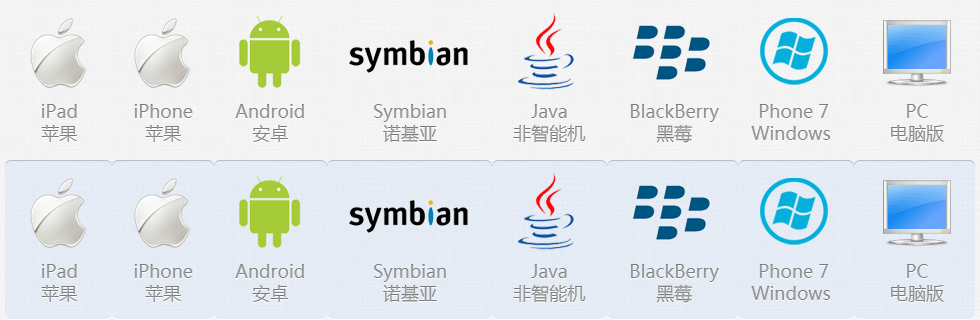 symbian
iPad iPhone Android Symbian Java BlackBerry Phone 7 PC
苹果 苹果 安卓 诺基亚 非智能机 黑莓 Windows 电脑版
symbian
iPad iPhone Android Symbian Java BlackBerry Phone 7 PC
苹果 苹果 安卓 诺基亚 非智能机 黑莓 Windows 电脑版